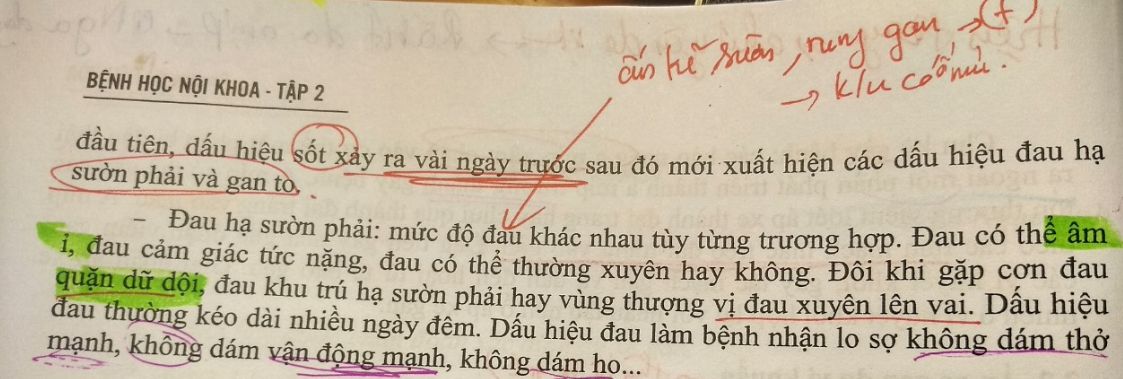 ấn kẽ sườn, rung gan → (+)
→ k/u có ổ mủ.
BỆNH HỌC NỘI KHOA - TẬP 2
đầu tiên, dấu hiệu sốt xảy ra vài ngày trước sau đó mới xuất hiện các dấu hiệu đau hạ
sườn phải và gan to.
- Đau hạ sườn phải: mức độ đau khác nhau tùy từng trương hợp. Đau có thể âm
ỉ, đau cảm giác tức nặng, đau có thể thường xuyên hay không. Đôi khi gặp cơn đau
quặn dữ dội, đau khu trú hạ sườn phải hay vùng thượng vị đau xuyên lên vai. Dấu hiệu
đau thường kéo dài nhiều ngày đêm. Dấu hiệu đau làm bệnh nhận lo sợ không dám thở
mạnh, không dám vận động mạnh, không dám ho...